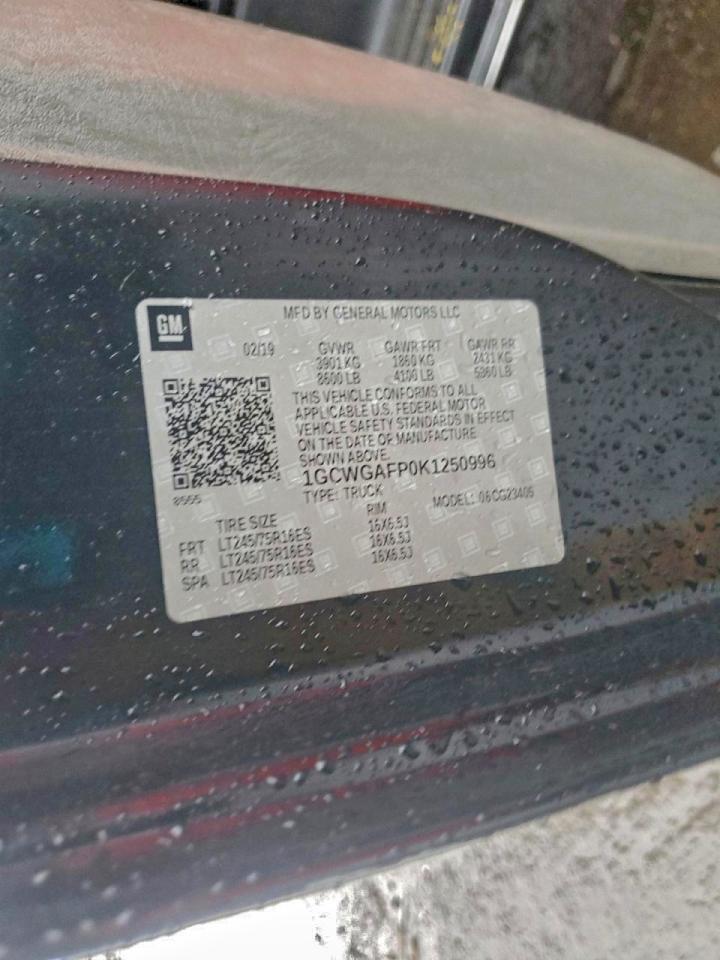 GM
MFD BY GENERAL MOTORS LLC
02/19 GVWR GAWR FRT GAWR RR
3901 KG 1860 KG 2431 KG
8600 LB 4100 LB 5360 LB
THIS VEHICLE CONFORMS TO ALL
APPLICABLE U.S. FEDERAL MOTOR
VEHICLE SAFETY STANDARDS IN EFFECT
ON THE DATE OF MANUFACTURE
SHOWN ABOVE.
1GCWGAFP0K1250996
8555
TYPE: TRUCK MODEL: 06CG23405
TIRE SIZE RIM
FRT LT245/75R16ES 16X6.5J
RR LT245/75R16ES 16X6.5J
SPA LT245/75R16ES 16X6.5J